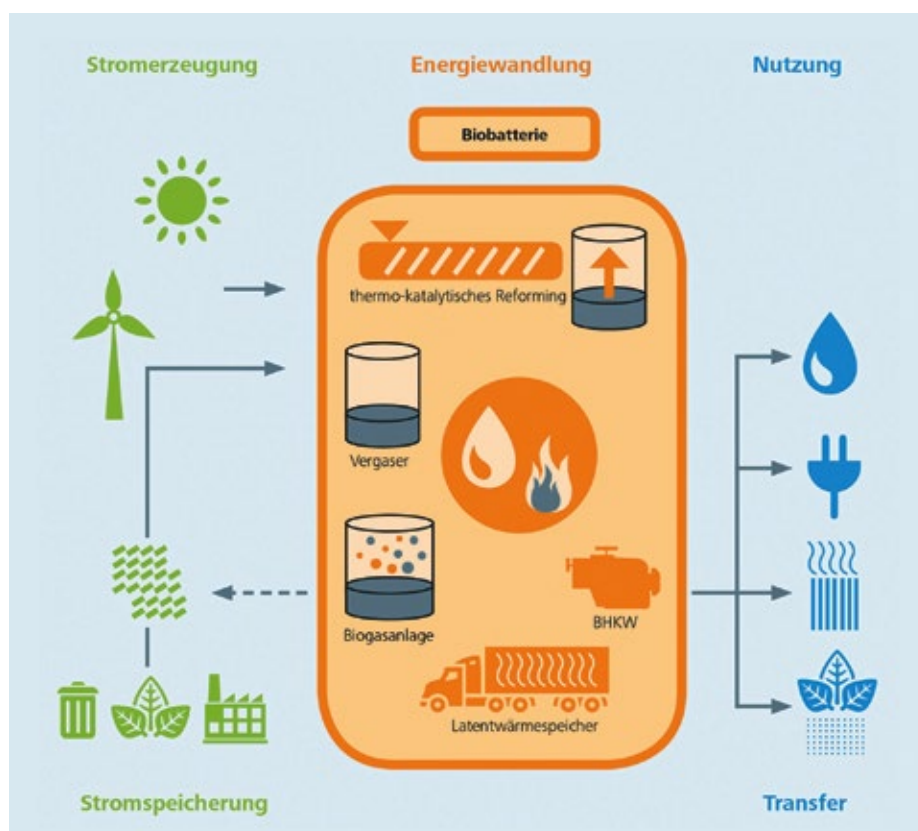 Stromerzeugung
Energiewandlung
Nutzung
Biobatterie
thermo-katalytisches Reforming
Vergaser
Biogasanlage
BHKW
Latentwärmespeicher
Stromspeicherung
Transfer